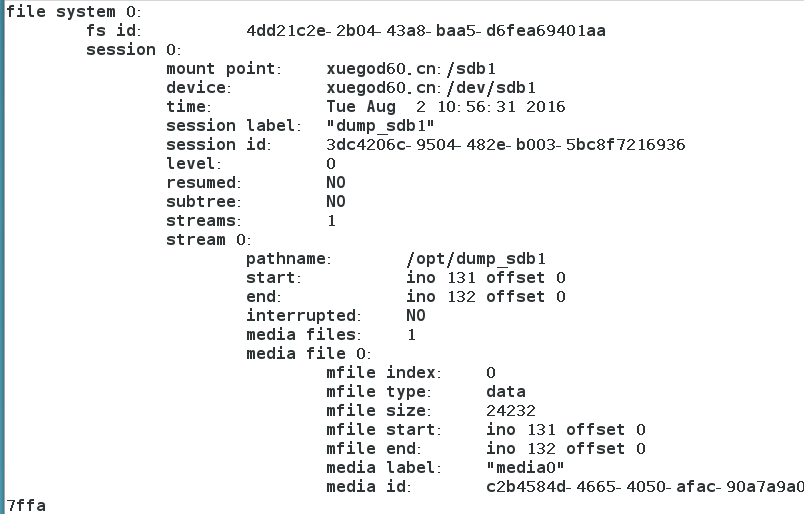 file system 0:
fs id: 4dd21c2e-2b04-43a8-baa5-d6fea69401aa
session 0:
mount point: xuegod60.cn:/sdb1
device: xuegod60.cn:/dev/sdb1
time: Tue Aug  2 10:56:31 2016
session label: "dump_sdb1"
session id: 3dc4206c-9504-482e-b003-5bc8f7216936
level: 0
resumed: NO
subtree: NO
streams: 1
stream 0:
pathname: /opt/dump_sdb1
start: ino 131 offset 0
end: ino 132 offset 0
interrupted: NO
media files: 1
media file 0:
mfile index: 0
mfile type: data
mfile size: 24232
mfile start: ino 131 offset 0
mfile end: ino 132 offset 0
media label: "media0"
media id: c2b4584d-4665-4050-afac-90a7a9a0
7ffa